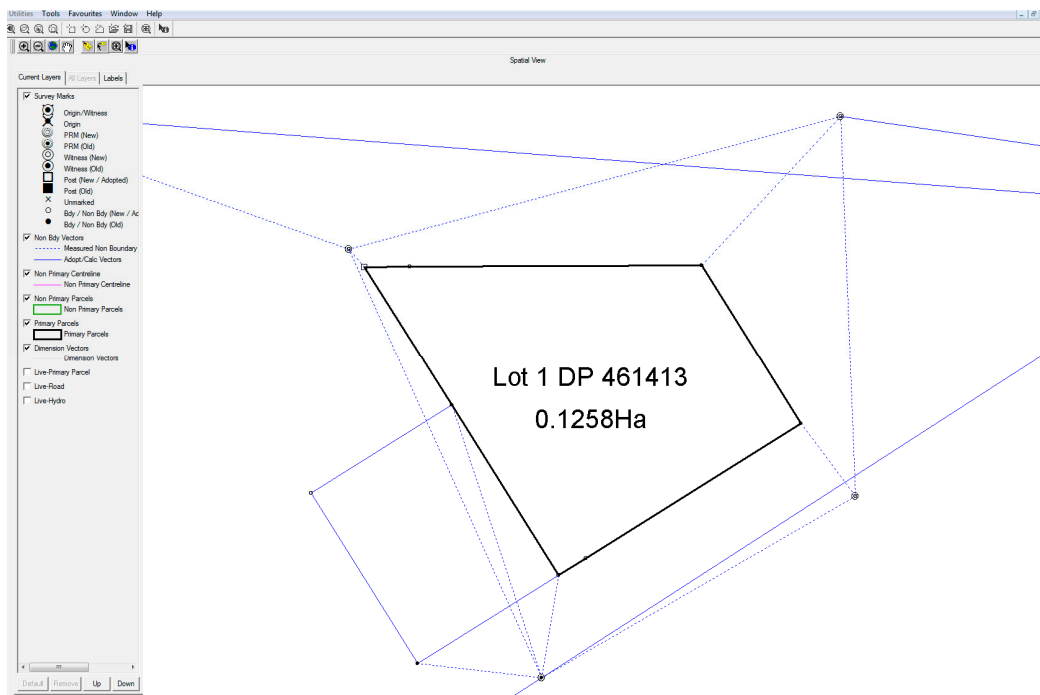 Utilities Tools Favourites Window Help
Spatial View
Current Layers All Layers Labels
Survey Marks
Origin/Witness
Origin
PRM (New)
PRM (Old)
Witness (New)
Witness (Old)
Post (New / Adopted)
Post (Old)
Unmarked
Bdy / Non Bdy (New / Ac
Bdy / Non Bdy (Old)
Non Bdy Vectors
Measured Non Boundary
Adopt/Calc Vectors
Non Primary Centreline
Non Primary Centreline
Non Primary Parcels
Non Primary Parcels
Primary Parcels
Primary Parcels
Dimension Vectors
Dimension Vectors
Live-Primary Parcel
Live-Road
Live-Hydro
Default Remove Up Down
Lot 1 DP 461413
0.1258Ha